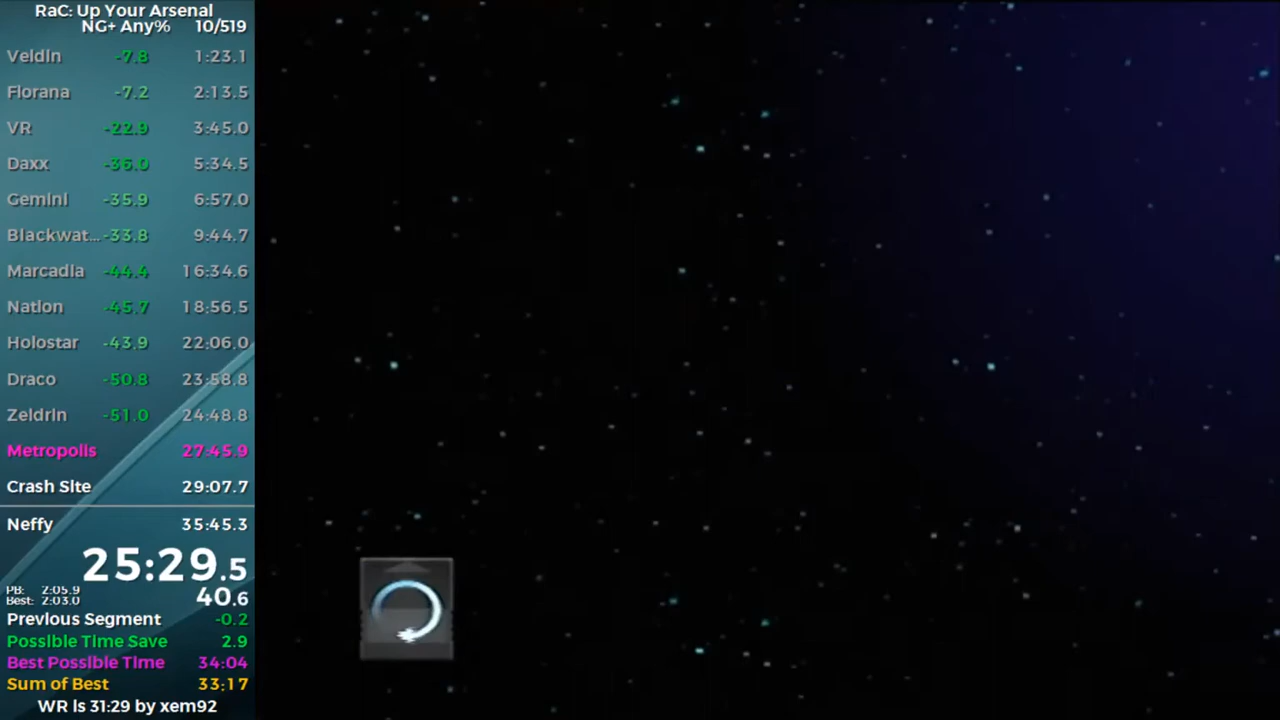 RaC: Up Your Arsenal
NG+ Any% 10/519
Veldin -7.8 1:23.1
Florana -7.2 2:13.5
VR -22.9 3:45.0
Daxx -36.0 5:34.5
Gemini -35.9 6:57.0
Blackwat... -33.8 9:44.7
Marcadia -44.4 16:34.6
Nation -45.7 18:56.5
Holostar -43.9 22:06.0
Draco -50.8 23:58.8
Zeldrin -51.0 24:48.8
Metropolis 27:45.9
Crash Site 29:07.7
Neffy 35:45.3
25:29.5
PB: 2:05.9
Best: 2:03.0 40.6
Previous Segment -0.2
Possible Time Save 2.9
Best Possible Time 34:04
Sum of Best 33:17
WR is 31:29 by xem92